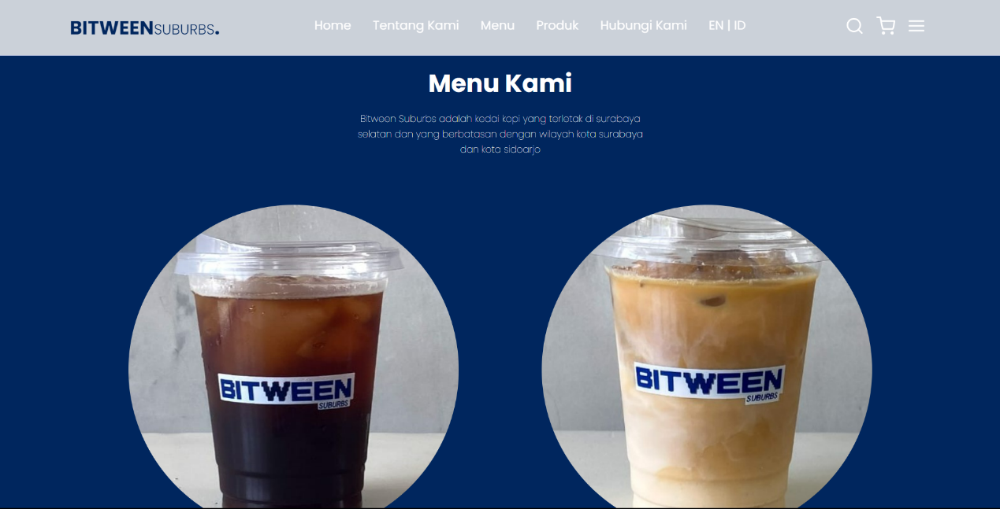 BITWEENSUBURBS.
Home Tentang Kami Menu Produk Hubungi Kami EN | ID
Menu Kami
Bitween Suburbs adalah kedai kopi yang terletak di surabaya
selatan dan yang berbatasan dengan wilayah kota surabaya
dan kota sidoarjo
BITWEEN
SUBURBS
BITWEEN
SUBURBS